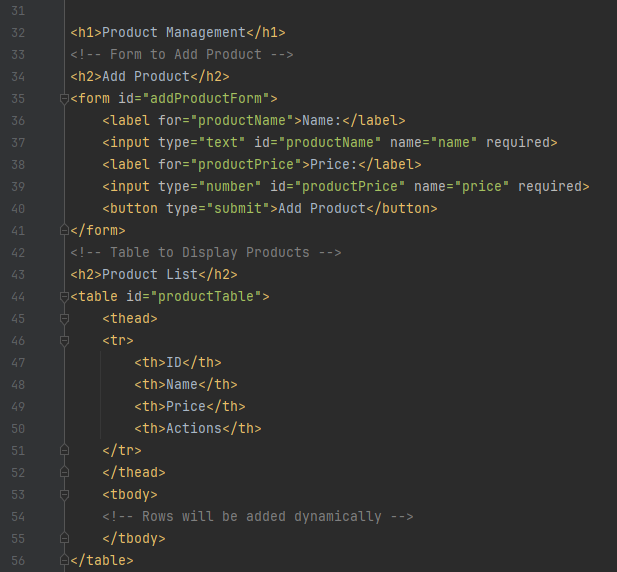 31
32 <h1>Product Management</h1>
33 <!-- Form to Add Product -->
34 <h2>Add Product</h2>
35 <form id="addProductForm">
36 <label for="productName">Name:</label>
37 <input type="text" id="productName" name="name" required>
38 <label for="productPrice">Price:</label>
39 <input type="number" id="productPrice" name="price" required>
40 <button type="submit">Add Product</button>
41 </form>
42 <!-- Table to Display Products -->
43 <h2>Product List</h2>
44 <table id="productTable">
45 <thead>
46 <tr>
47 <th>ID</th>
48 <th>Name</th>
49 <th>Price</th>
50 <th>Actions</th>
51 </tr>
52 </thead>
53 <tbody>
54 <!-- Rows will be added dynamically -->
55 </tbody>
56 </table>